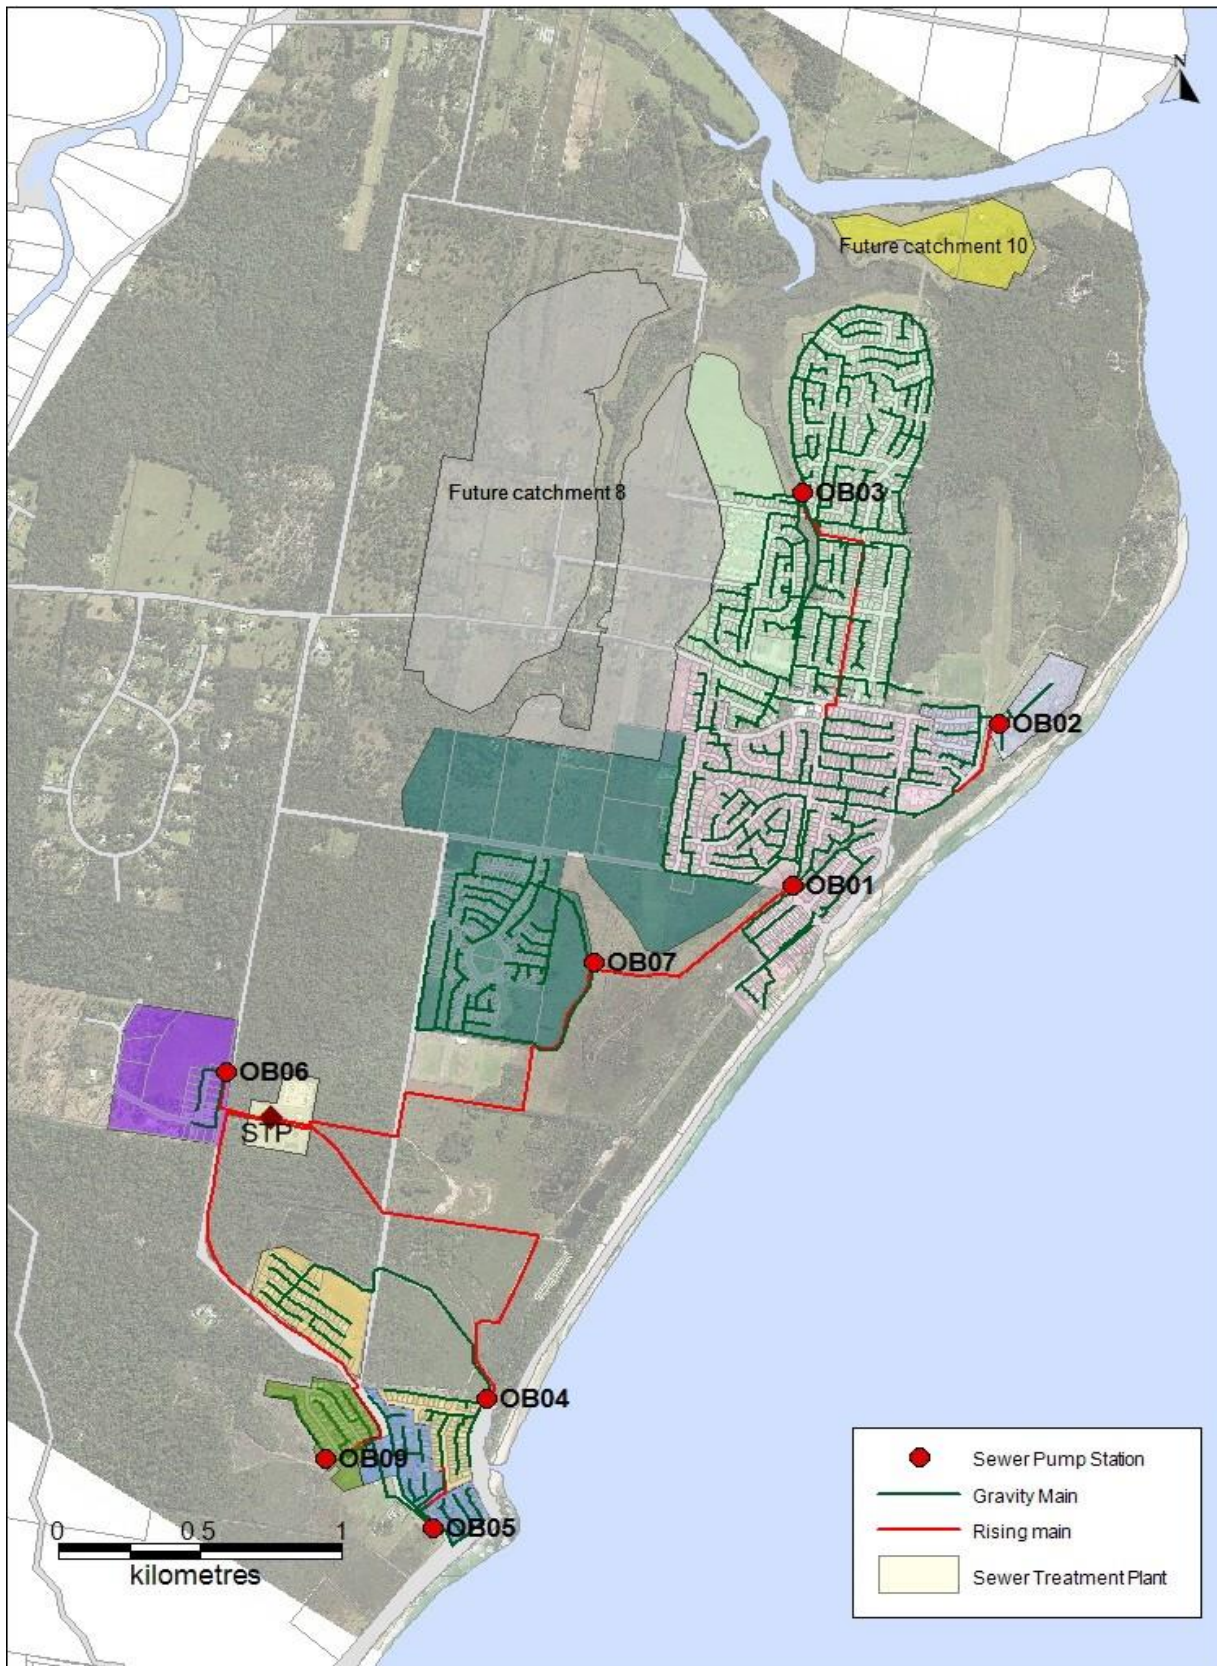 N
Future catchment 10
Future catchment 8
OB03
OB02
OB01
OB07
OB06
STP
OB04
OB09
OB05
0 0.5 1
kilometres
Sewer Pump Station
Gravity Main
Rising main
Sewer Treatment Plant